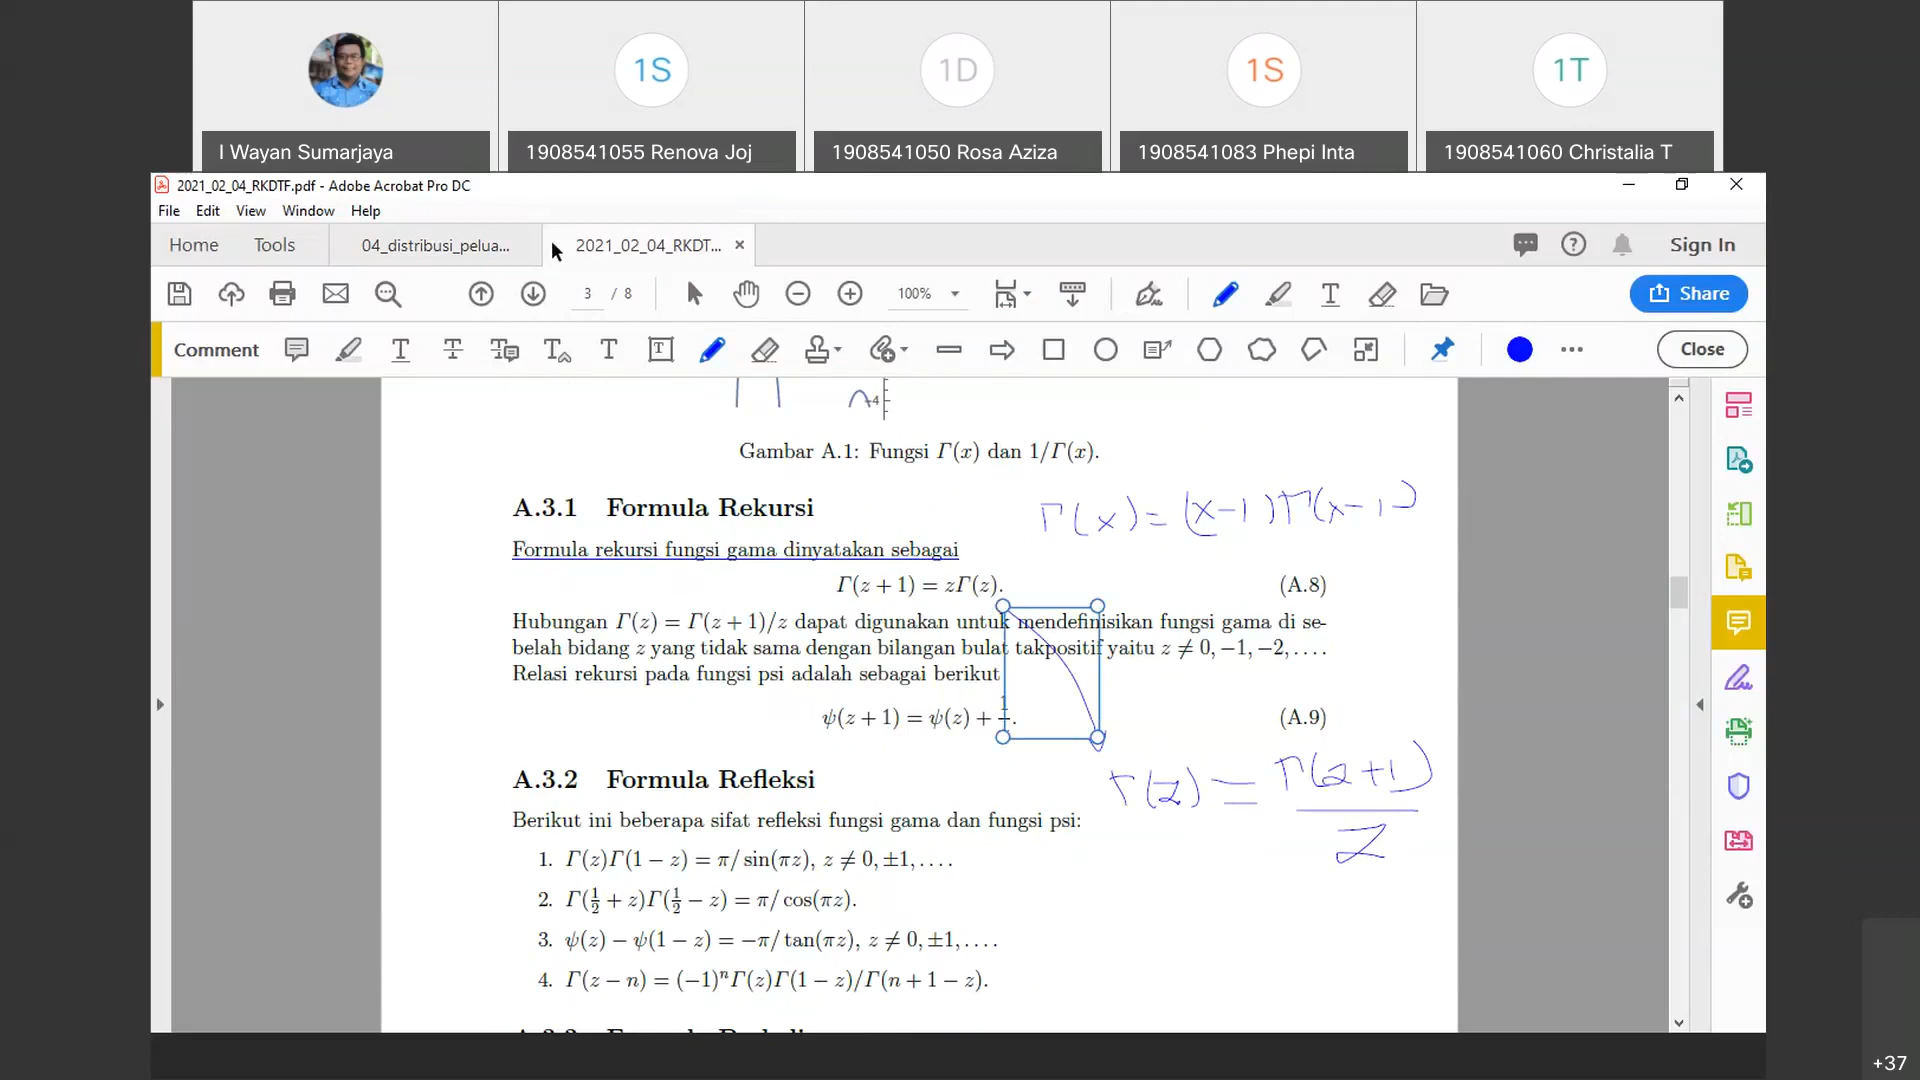 1S
1D
1S
1T
I Wayan Sumarjaya
1908541055 Renova Joj
1908541050 Rosa Aziza
1908541083 Phepi Inta
1908541060 Christalia T
2021_02_04_RKDTF.pdf - Adobe Acrobat Pro DC
File Edit View Window Help
Home Tools 04_distribusi_pelua... 2021_02_04_RKDT... × Sign In
3 / 8 100% Share
Comment Close
-4
Gambar A.1: Fungsi Γ(x) dan 1/Γ(x).
A.3.1 Formula Rekursi
Γ(x) = (x-1)Γ(x-1)
Formula rekursi fungsi gama dinyatakan sebagai
Γ(z + 1) = zΓ(z). (A.8)
Hubungan Γ(z) = Γ(z + 1)/z dapat digunakan untuk mendefinisikan fungsi gama di se-
belah bidang z yang tidak sama dengan bilangan bulat takpositif yaitu z ≠ 0, −1, −2, . . . .
Relasi rekursi pada fungsi psi adalah sebagai berikut
ψ(z + 1) = ψ(z) + 1/. (A.9)
Γ(z) = Γ(z+1)/z
A.3.2 Formula Refleksi
Berikut ini beberapa sifat refleksi fungsi gama dan fungsi psi:
1. Γ(z)Γ(1 − z) = π/ sin(πz), z ≠ 0, ±1, . . . .
2. Γ(½ + z)Γ(½ − z) = π/ cos(πz).
3. ψ(z) − ψ(1 − z) = −π/ tan(πz), z ≠ 0, ±1, . . . .
4. Γ(z − n) = (−1)ⁿΓ(z)Γ(1 − z)/Γ(n + 1 − z).
+37